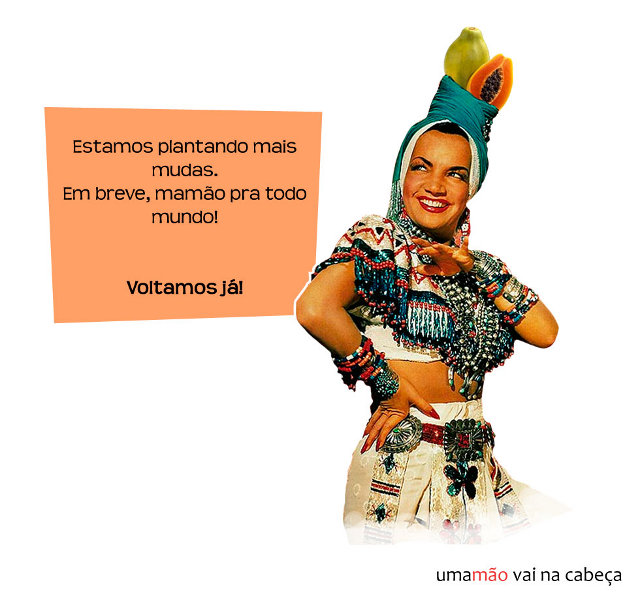 Estamos plantando mais
mudas.
Em breve, mamão pra todo
mundo!
Voltamos já!
umamão vai na cabeça